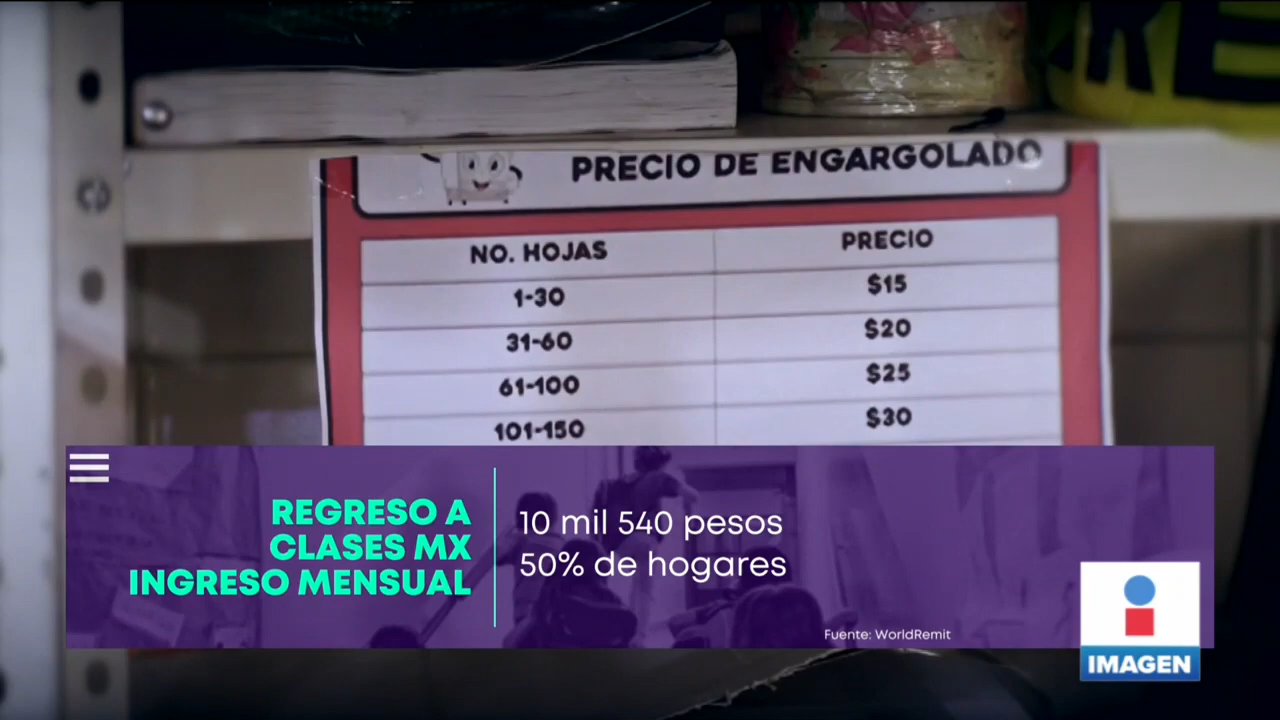 PRECIO DE ENGARGOLADO
NO. HOJAS PRECIO
1-30 $15
31-60 $20
61-100 $25
101-150 $30
REGRESO A
CLASES MX
INGRESO MENSUAL
10 mil 540 pesos
50% de hogares
Fuente: WorldRemit
IMAGEN